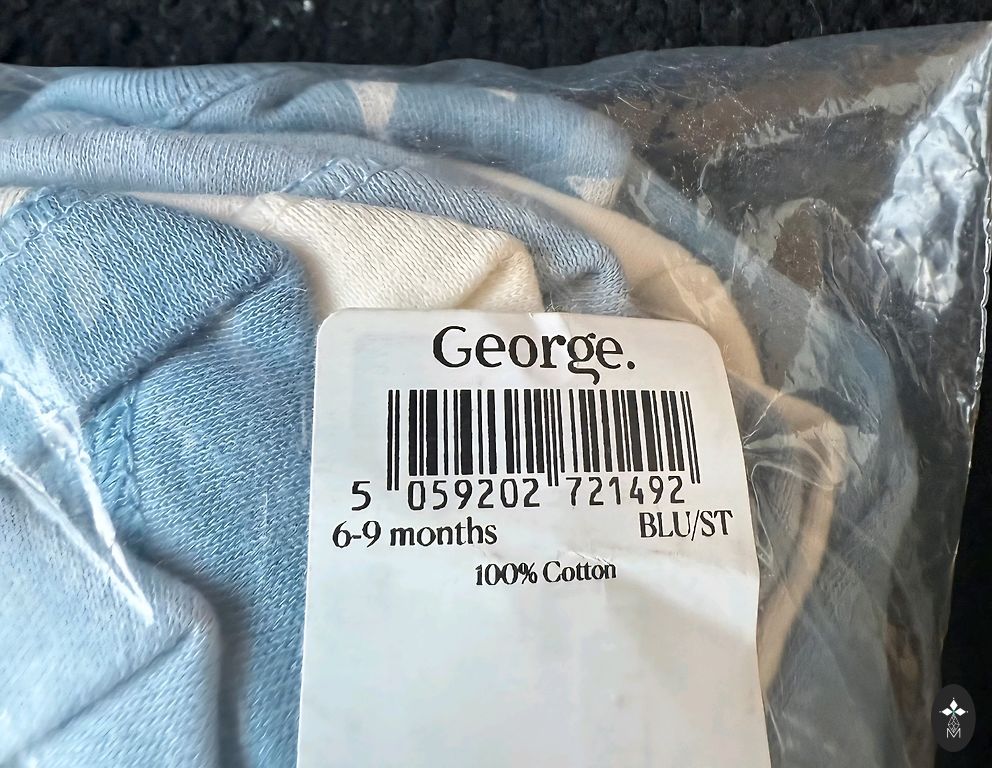 George.
5 059202 721492
6-9 months BLU/ST
100% Cotton
M